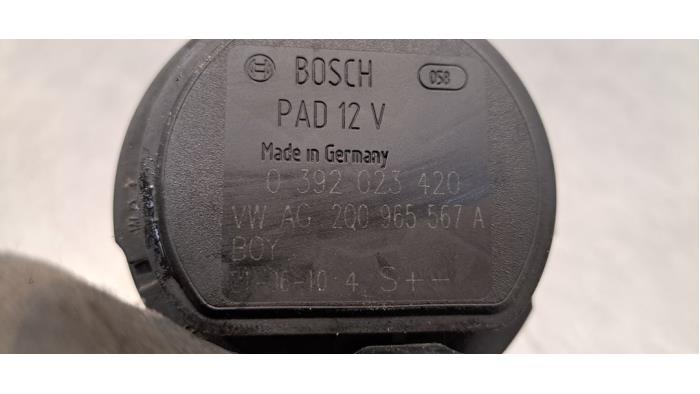 BOSCH 058
PAD 12 V
Made in Germany
0 392 023 420
VW AG 2Q0 965 567 A
BOY
S+-